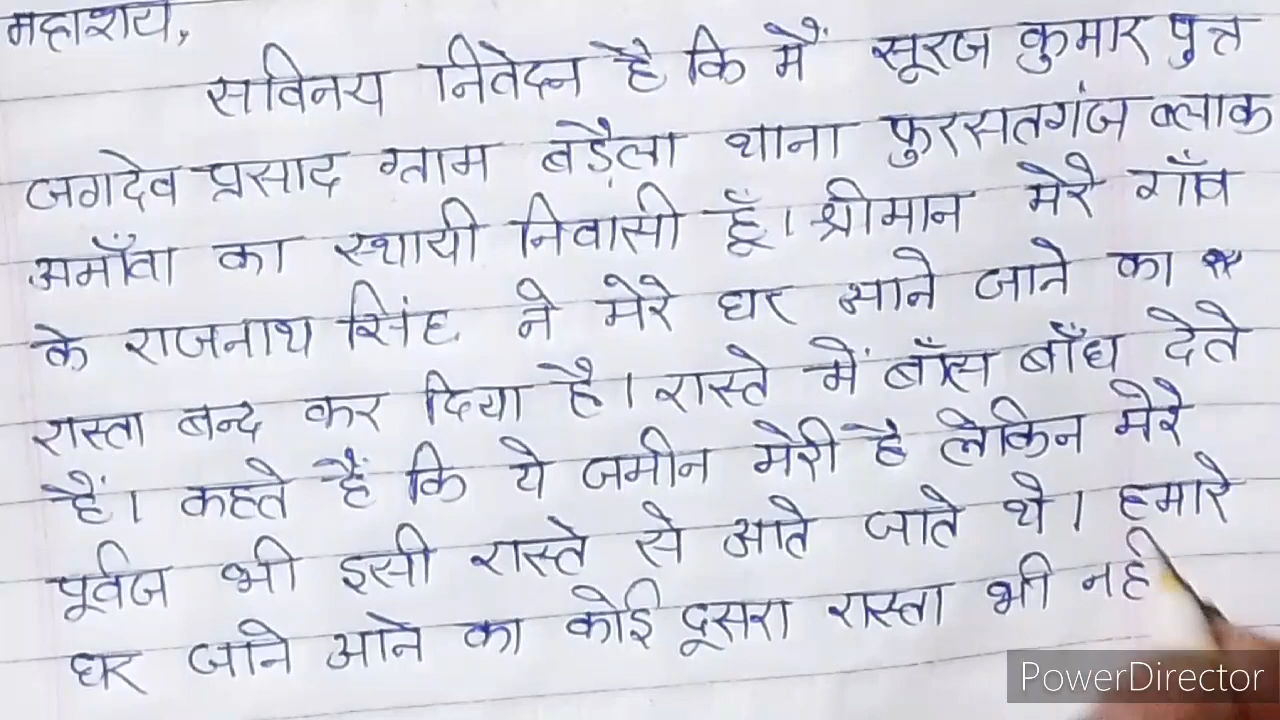 महाशय,
सविनय निवेदन है कि मैं सूरज कुमार पुत्र
जगदेव प्रसाद ग्राम बड़ैला थाना फुरसतगंज ब्लाक
अमाँवा का स्थायी निवासी हूँ। श्रीमान मेरे गाँव
के राजनाथ सिंह ने मेरे घर आने जाने का
रास्ता बन्द कर दिया है। रास्ते में बाँस बाँध देते
हैं। कहते हैं कि ये जमीन मेरी है लेकिन मेरे
पूर्वज भी इसी रास्ते से आते जाते थे। हमारे
घर जाने आने का कोई दूसरा रास्ता भी नही
PowerDirector